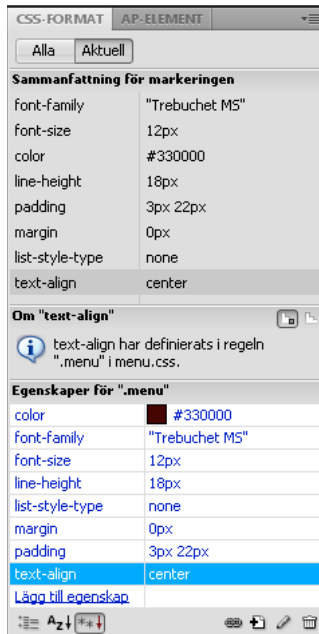 CSS-FORMAT AP-ELEMENT
Alla Aktuell
Sammanfattning för markeringen
font-family "Trebuchet MS"
font-size 12px
color #330000
line-height 18px
padding 3px 22px
margin 0px
list-style-type none
text-align center
Om "text-align"
text-align har definierats i regeln
".menu" i menu.css.
Egenskaper för ".menu"
color #330000
font-family "Trebuchet MS"
font-size 12px
line-height 18px
list-style-type none
margin 0px
padding 3px 22px
text-align center
Lägg till egenskap
AZ↓ **↓